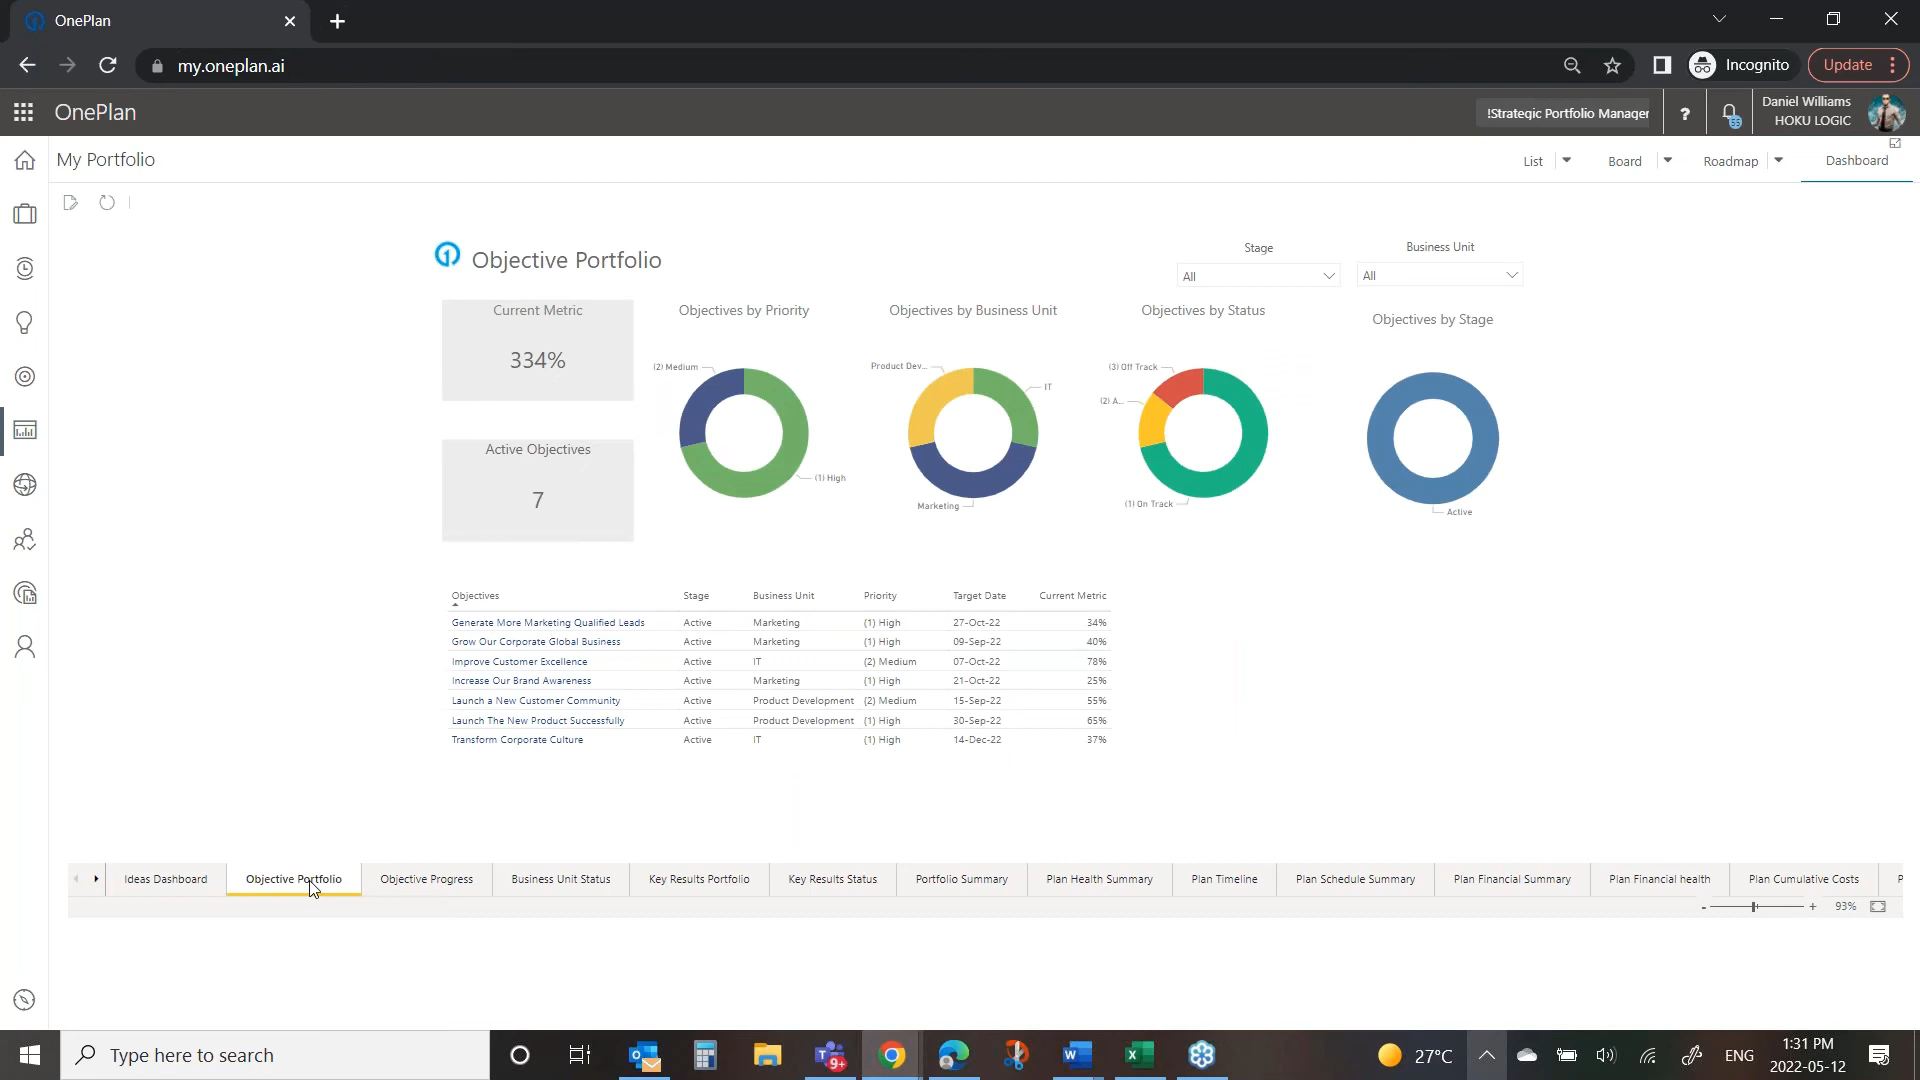 OnePlan
my.oneplan.ai
Incognito
Update
OnePlan
!Strategic Portfolio Manager
?
55
Daniel Williams
HOKU LOGIC
My Portfolio
List
Board
Roadmap
Dashboard
Objective Portfolio
Stage
All
Business Unit
All
Current Metric
334%
Active Objectives
7
Objectives by Priority
(2) Medium
(1) High
Objectives by Business Unit
Product Dev...
IT
Marketing
Objectives by Status
(3) Off Track
(2) A...
(1) On Track
Objectives by Stage
Active
Objectives Stage Business Unit Priority Target Date Current Metric
Generate More Marketing Qualified Leads Active Marketing (1) High 27-Oct-22 34%
Grow Our Corporate Global Business Active Marketing (1) High 09-Sep-22 40%
Improve Customer Excellence Active IT (2) Medium 07-Oct-22 78%
Increase Our Brand Awareness Active Marketing (1) High 21-Oct-22 25%
Launch a New Customer Community Active Product Development (2) Medium 15-Sep-22 55%
Launch The New Product Successfully Active Product Development (1) High 30-Sep-22 65%
Transform Corporate Culture Active IT (1) High 14-Dec-22 37%
Ideas Dashboard
Objective Portfolio
Objective Progress
Business Unit Status
Key Results Portfolio
Key Results Status
Portfolio Summary
Plan Health Summary
Plan Timeline
Plan Schedule Summary
Plan Financial Summary
Plan Financial health
Plan Cumulative Costs
P
- + 93%
Type here to search
9+
27°C
ENG
1:31 PM
2022-05-12